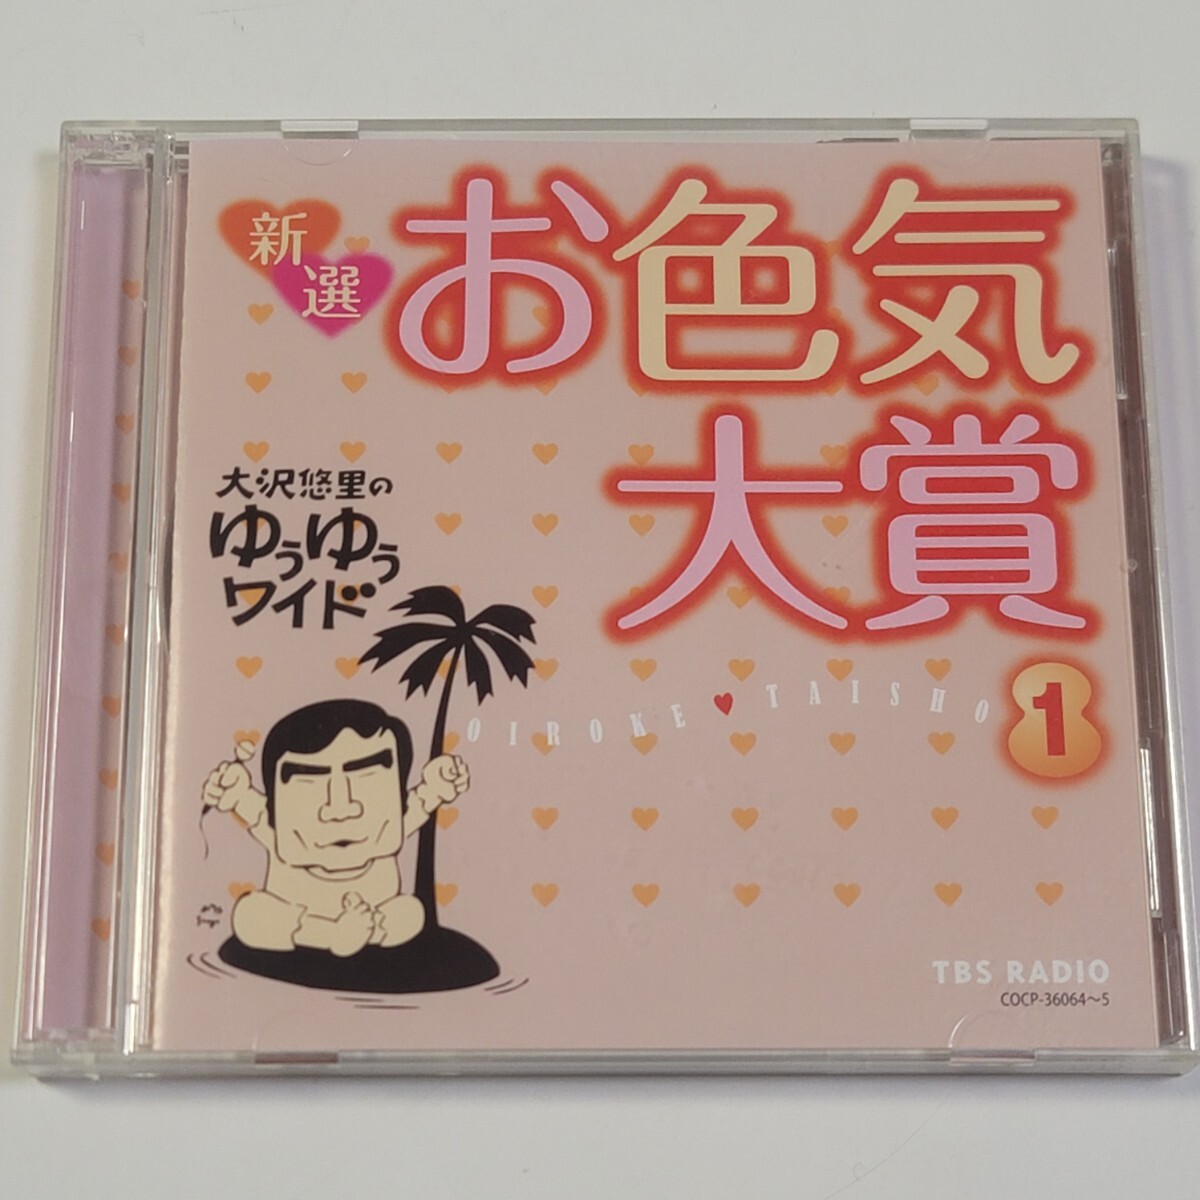 新選
お色気
大賞
大沢悠里の
ゆうゆう
ワイド
OIROKE♥TAISHO
1
TBS RADIO
COCP-36064〜5